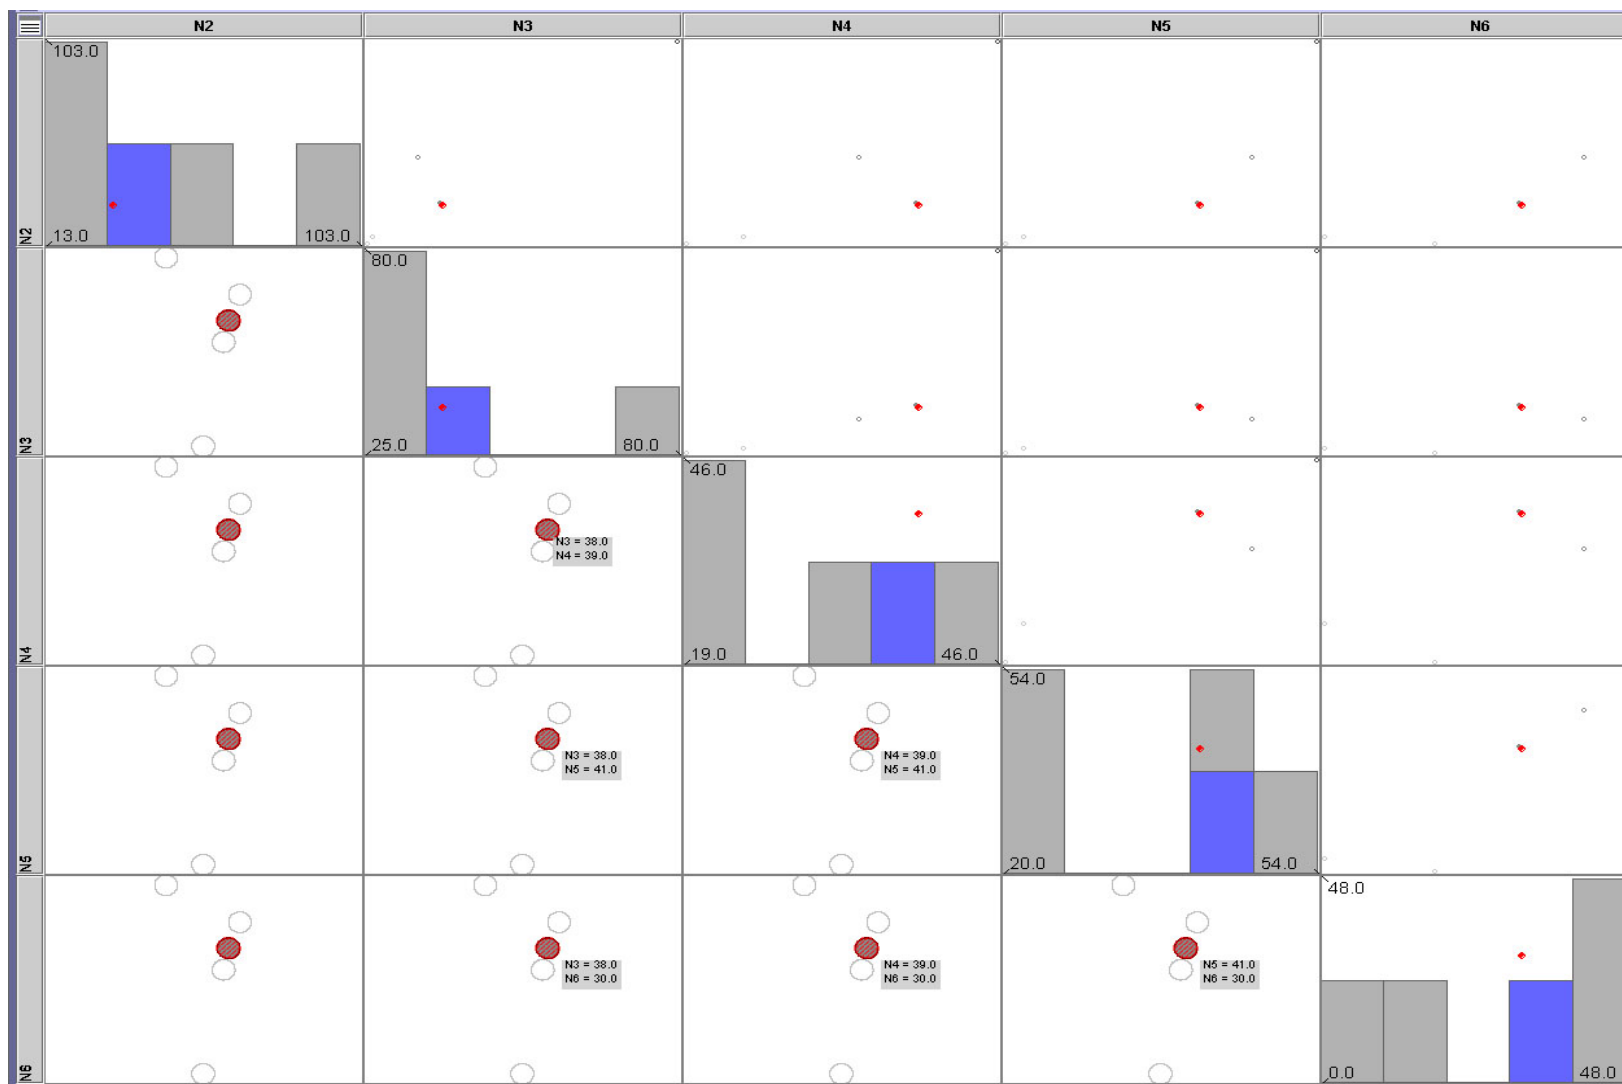 N2 N3 N4 N5 N6
N2
103.0
13.0 103.0
N3
80.0
25.0 80.0
N4
N3 = 38.0
N4 = 39.0
46.0
19.0 46.0
N5
N3 = 38.0
N5 = 41.0
N4 = 39.0
N5 = 41.0
54.0
20.0 54.0
N6
N3 = 38.0
N6 = 30.0
N4 = 39.0
N6 = 30.0
N5 = 41.0
N6 = 30.0
48.0
0.0 48.0